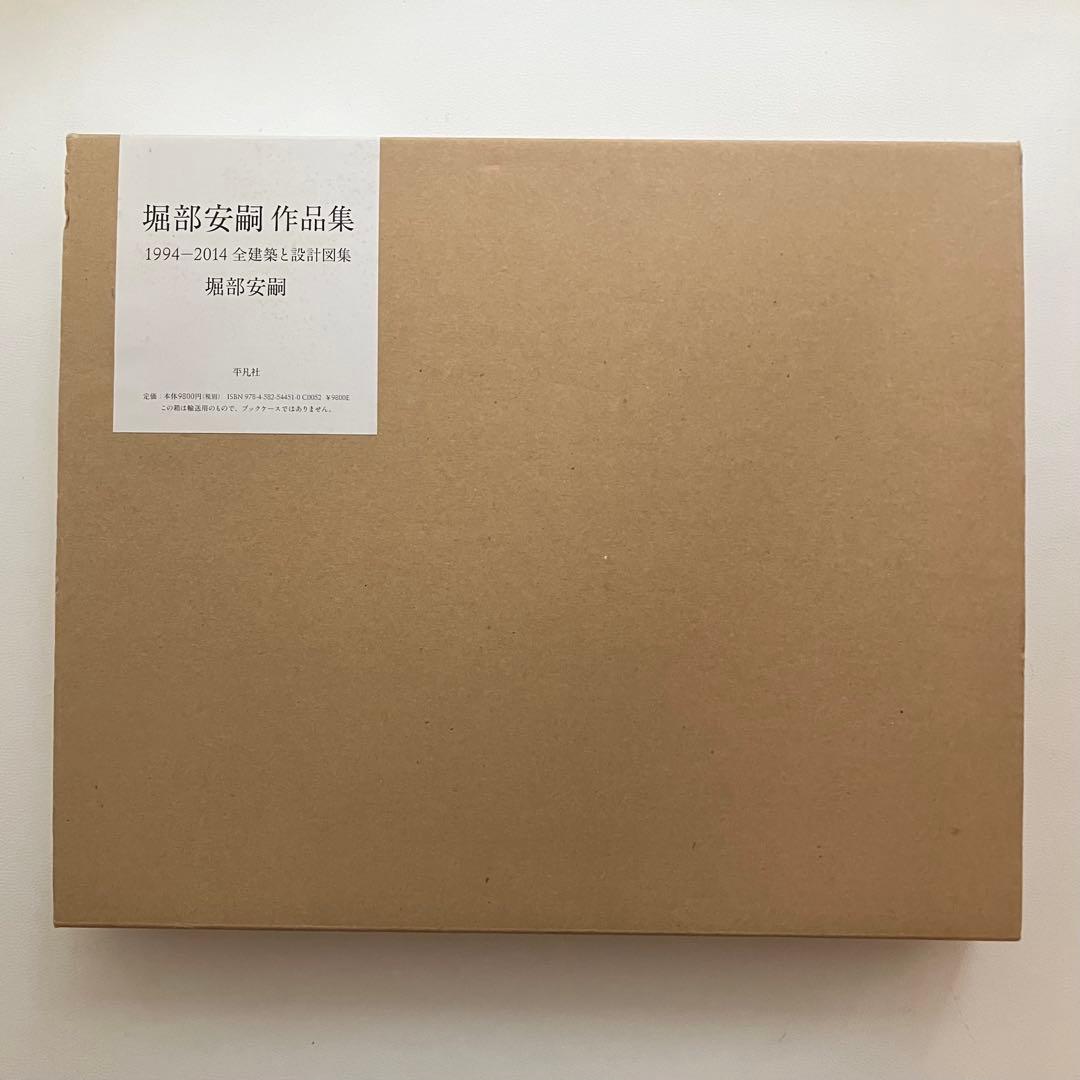 堀部安嗣 作品集
1994−2014 全建築と設計図集
堀部安嗣
平凡社
定価：本体9800円（税別） ISBN 978-4-582-54451-0 C0052 ¥9800E
この箱は輸送用のもので、ブックケースではありません。